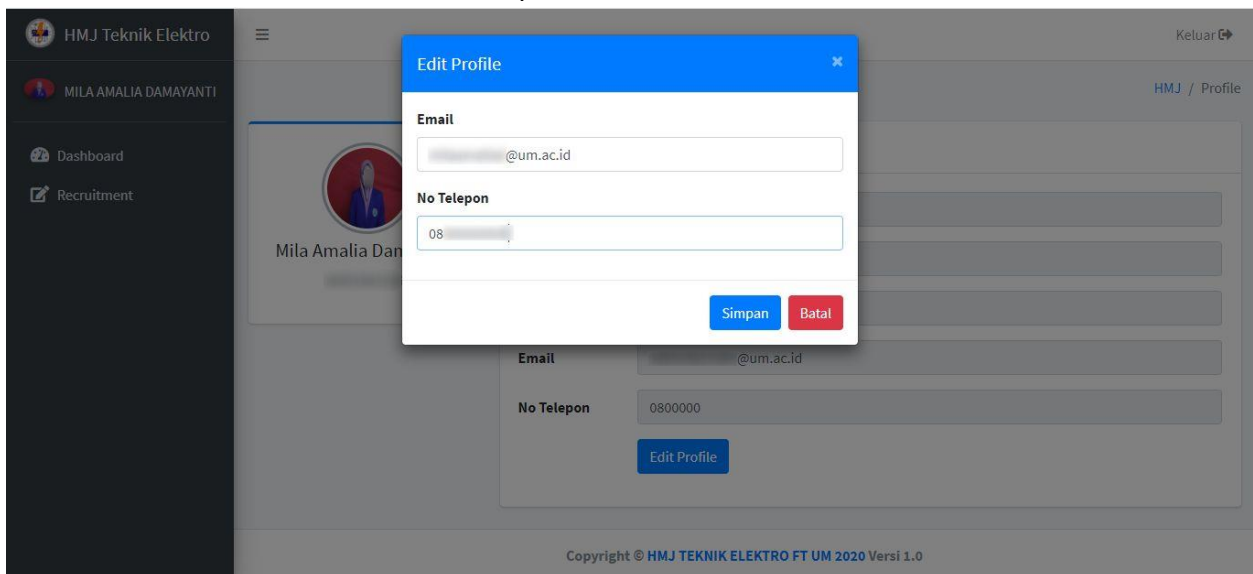 HMJ Teknik Elektro
Keluar
MILA AMALIA DAMAYANTI
HMJ / Profile
Dashboard
Recruitment
Mila Amalia Dam
Edit Profile
×
Email
@um.ac.id
No Telepon
08
Simpan
Batal
Email
@um.ac.id
No Telepon
0800000
Edit Profile
Copyright © HMJ TEKNIK ELEKTRO FT UM 2020 Versi 1.0